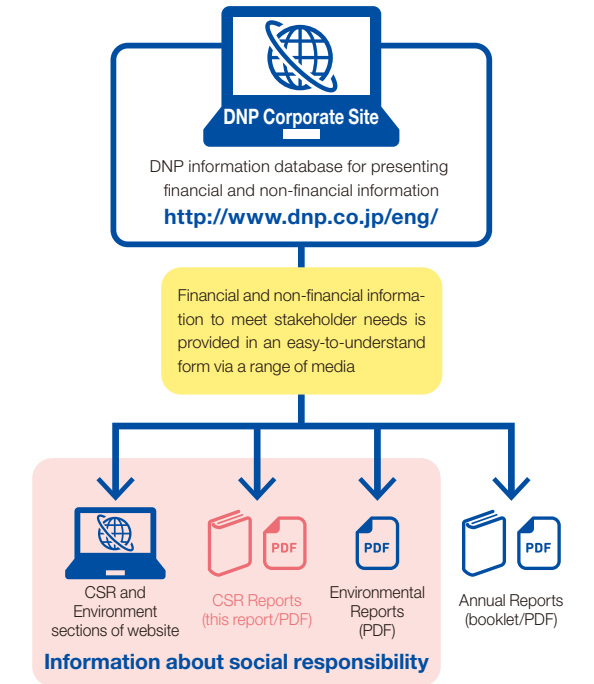 DNP Corporate Site
DNP information database for presenting
financial and non-financial information
http://www.dnp.co.jp/eng/
Financial and non-financial informa-
tion to meet stakeholder needs is
provided in an easy-to-understand
form via a range of media
CSR and
Environment
sections of website
PDF
CSR Reports
(this report/PDF)
PDF
Environmental
Reports
(PDF)
PDF
Annual Reports
(booklet/PDF)
Information about social responsibility